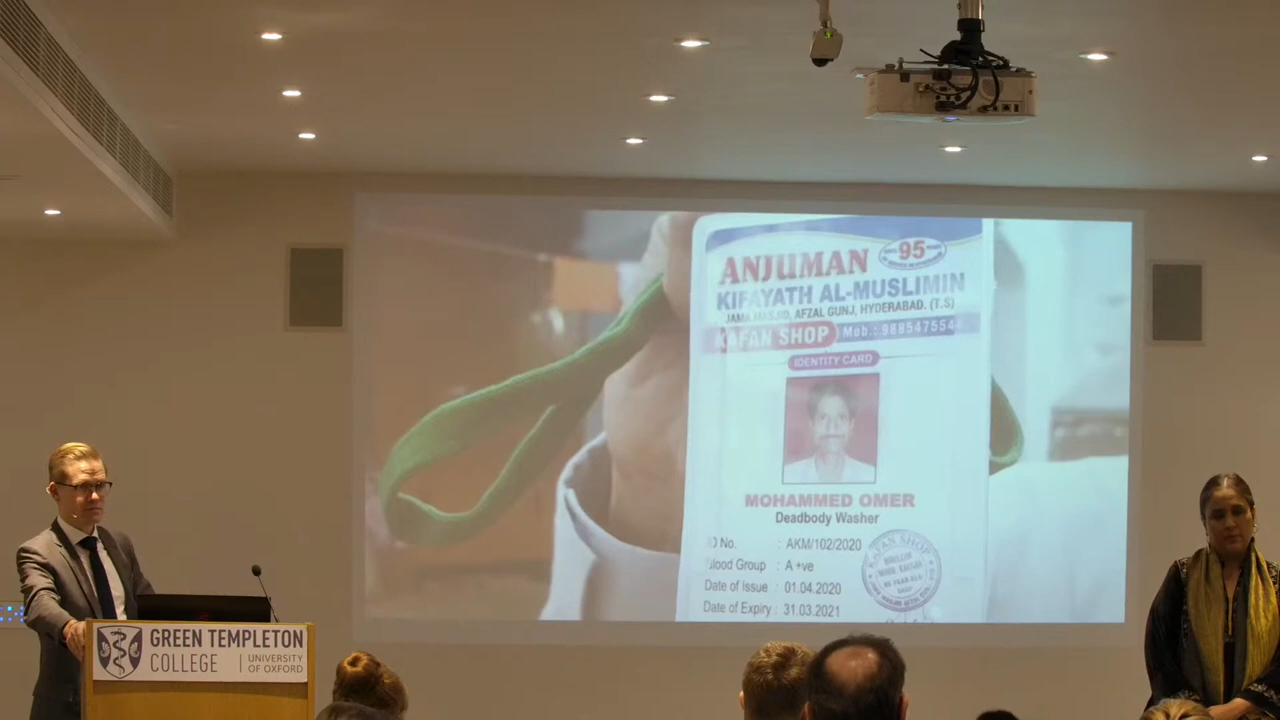 ANJUMAN
95
KIFAYATH AL-MUSLIMIN
JAMA MASJID, AFZAL GUNJ, HYDERABAD. (T.S)
KAFAN SHOP Mob.:988547554
IDENTITY CARD
MOHAMMED OMER
Deadbody Washer
ID No. : AKM/102/2020
Blood Group : A +ve
Date of Issue : 01.04.2020
Date of Expiry : 31.03.2021
KAFAN SHOP
GREEN TEMPLETON
COLLEGE | UNIVERSITY
OF OXFORD